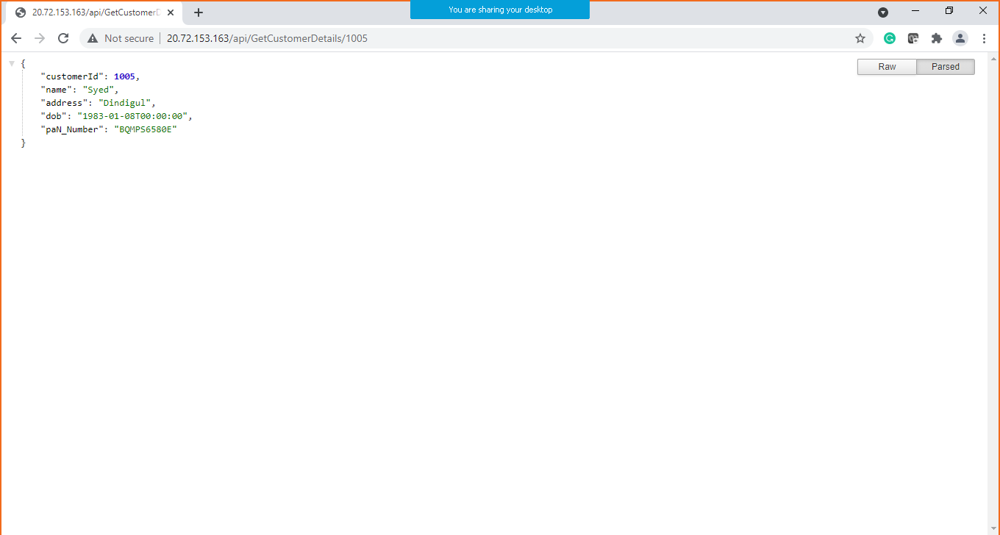 You are sharing your desktop
20.72.153.163/api/GetCustomerD
Not secure 20.72.153.163/api/GetCustomerDetails/1005
Raw Parsed
{
"customerId": 1005,
"name": "Syed",
"address": "Dindigul",
"dob": "1983-01-08T00:00:00",
"paN_Number": "BQMPS6580E"
}